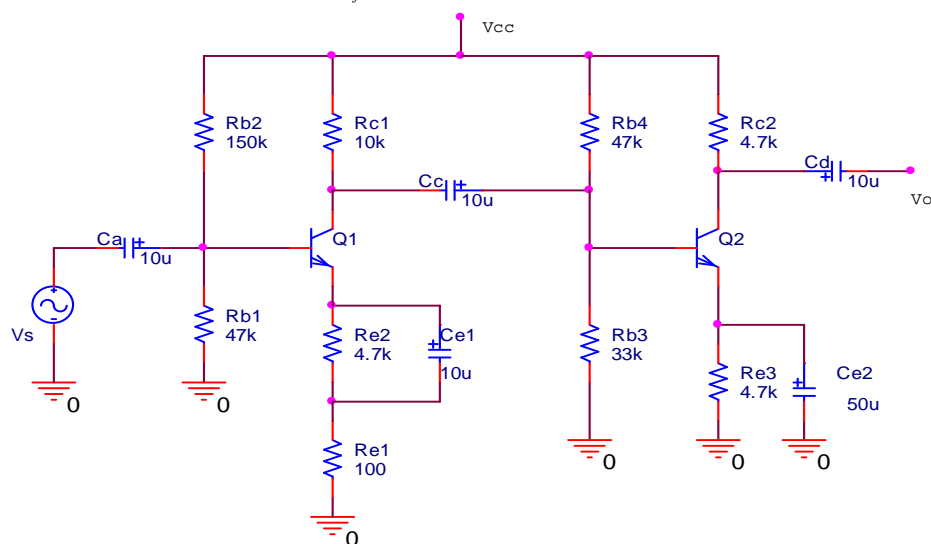 Vcc
Rb2
150k
Rc1
10k
Rb4
47k
Rc2
4.7k
Cc
10u
Cd
10u
Vo
Ca
10u
Q1
Q2
Vs
Rb1
47k
Re2
4.7k
Ce1
10u
Rb3
33k
Re3
4.7k
Ce2
50u
0
0
0
0
0
Re1
100
0